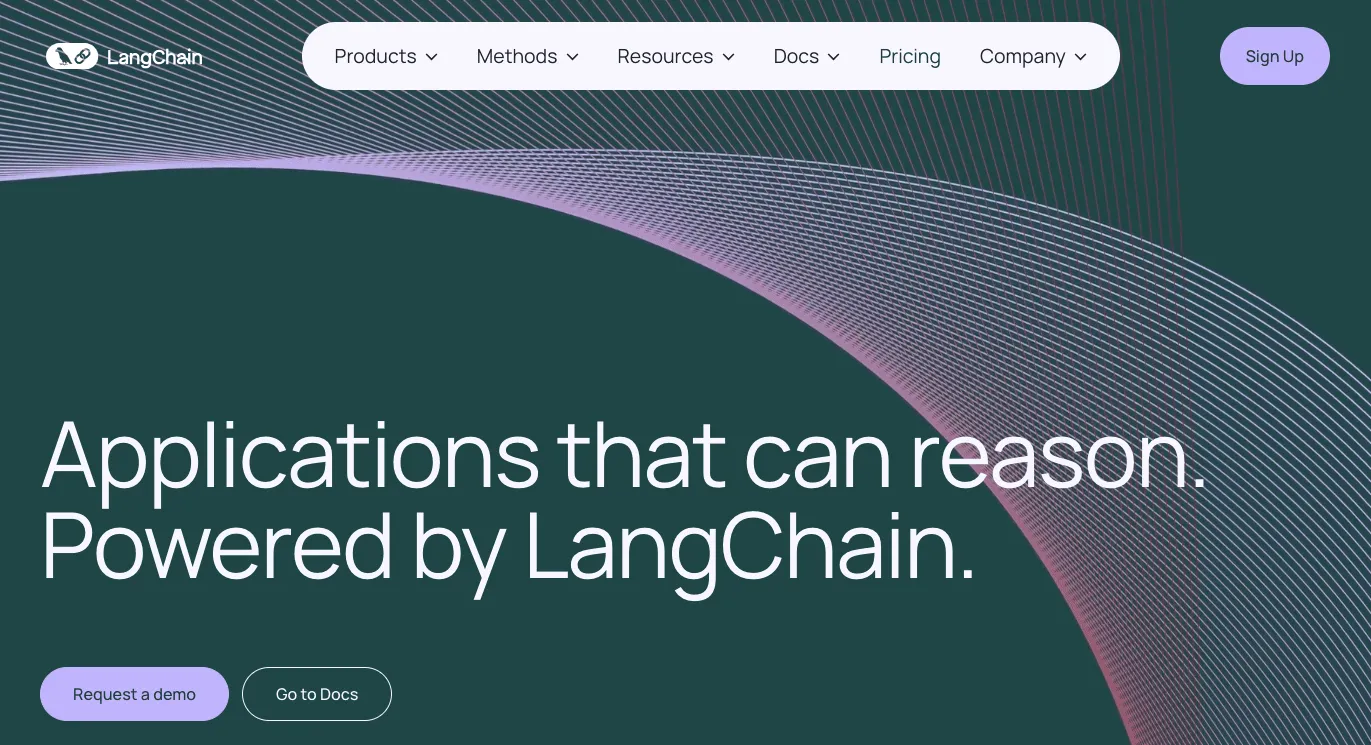 LangChain
Products
Methods
Resources
Docs
Pricing
Company
Sign Up
Applications that can reason.
Powered by LangChain.
Request a demo
Go to Docs